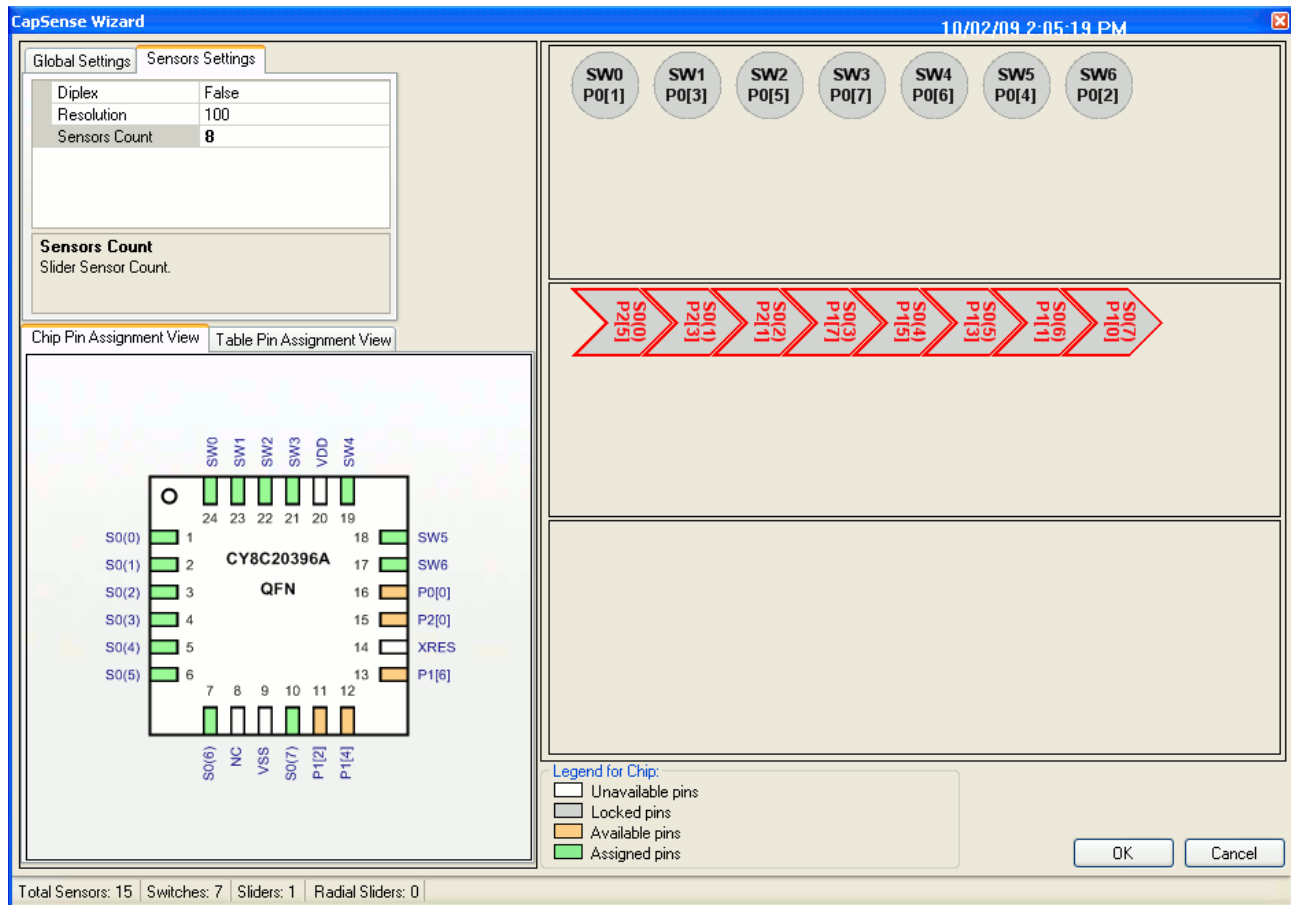 CapSense Wizard
10/02/09 2:05:19 PM
Global Settings
Sensors Settings
Diplex False
Resolution 100
Sensors Count 8
Sensors Count
Slider Sensor Count.
Chip Pin Assignment View
Table Pin Assignment View
SW0 SW1 SW2 SW3 VDD SW4
24 23 22 21 20 19
S0(0) 1 18 SW5
S0(1) 2 CY8C20396A 17 SW6
S0(2) 3 QFN 16 P0[0]
S0(3) 4 15 P2[0]
S0(4) 5 14 XRES
S0(5) 6 13 P1[6]
7 8 9 10 11 12
S0(6) NC VSS S0(7) P1[2] P1[4]
SW0 SW1 SW2 SW3 SW4 SW5 SW6
P0[1] P0[3] P0[5] P0[7] P0[6] P0[4] P0[2]
S0(0) S0(1) S0(2) S0(3) S0(4) S0(5) S0(6) S0(7)
P2[5] P2[3] P2[1] P1[7] P1[5] P1[3] P1[1] P1[0]
Legend for Chip:
Unavailable pins
Locked pins
Available pins
Assigned pins
OK
Cancel
Total Sensors: 15 Switches: 7 Sliders: 1 Radial Sliders: 0